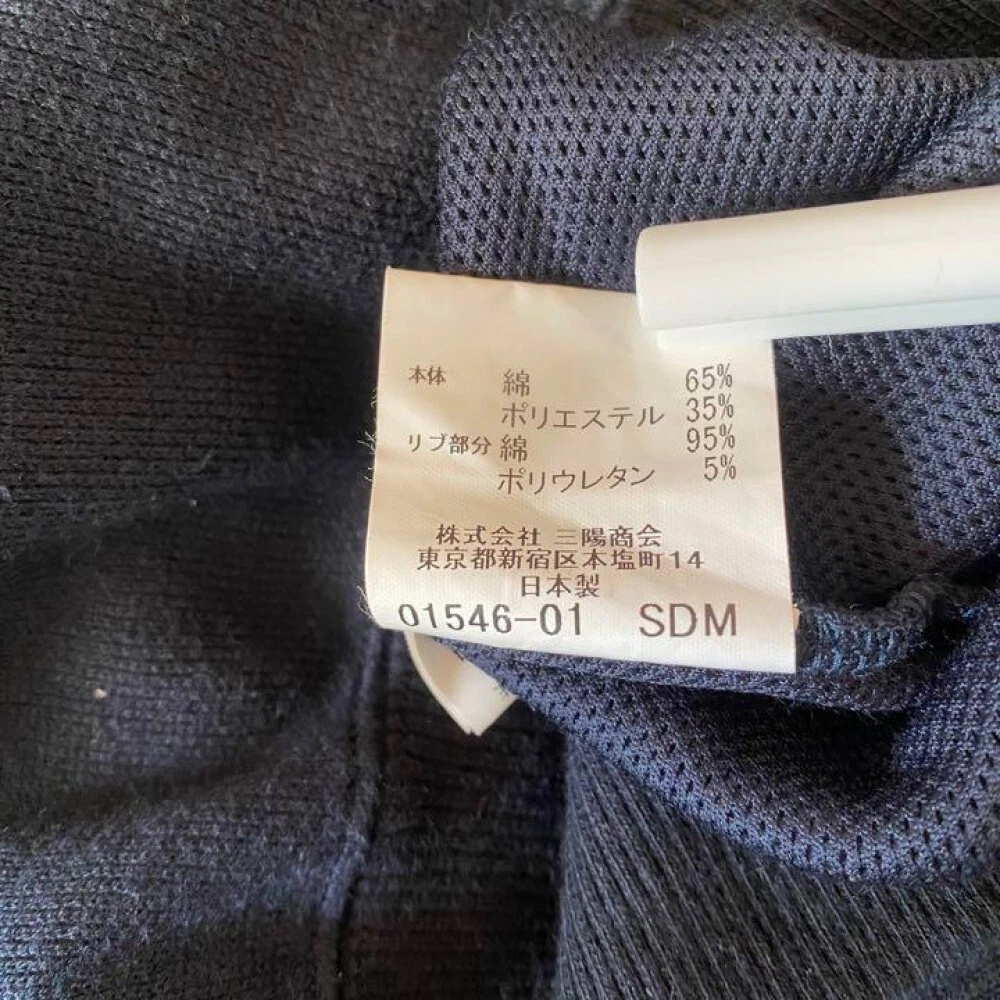 本体 綿 65%
ポリエステル 35%
リブ部分 綿 95%
ポリウレタン 5%
株式会社 三陽商会
東京都新宿区本塩町14
日本製
01546-01 SDM